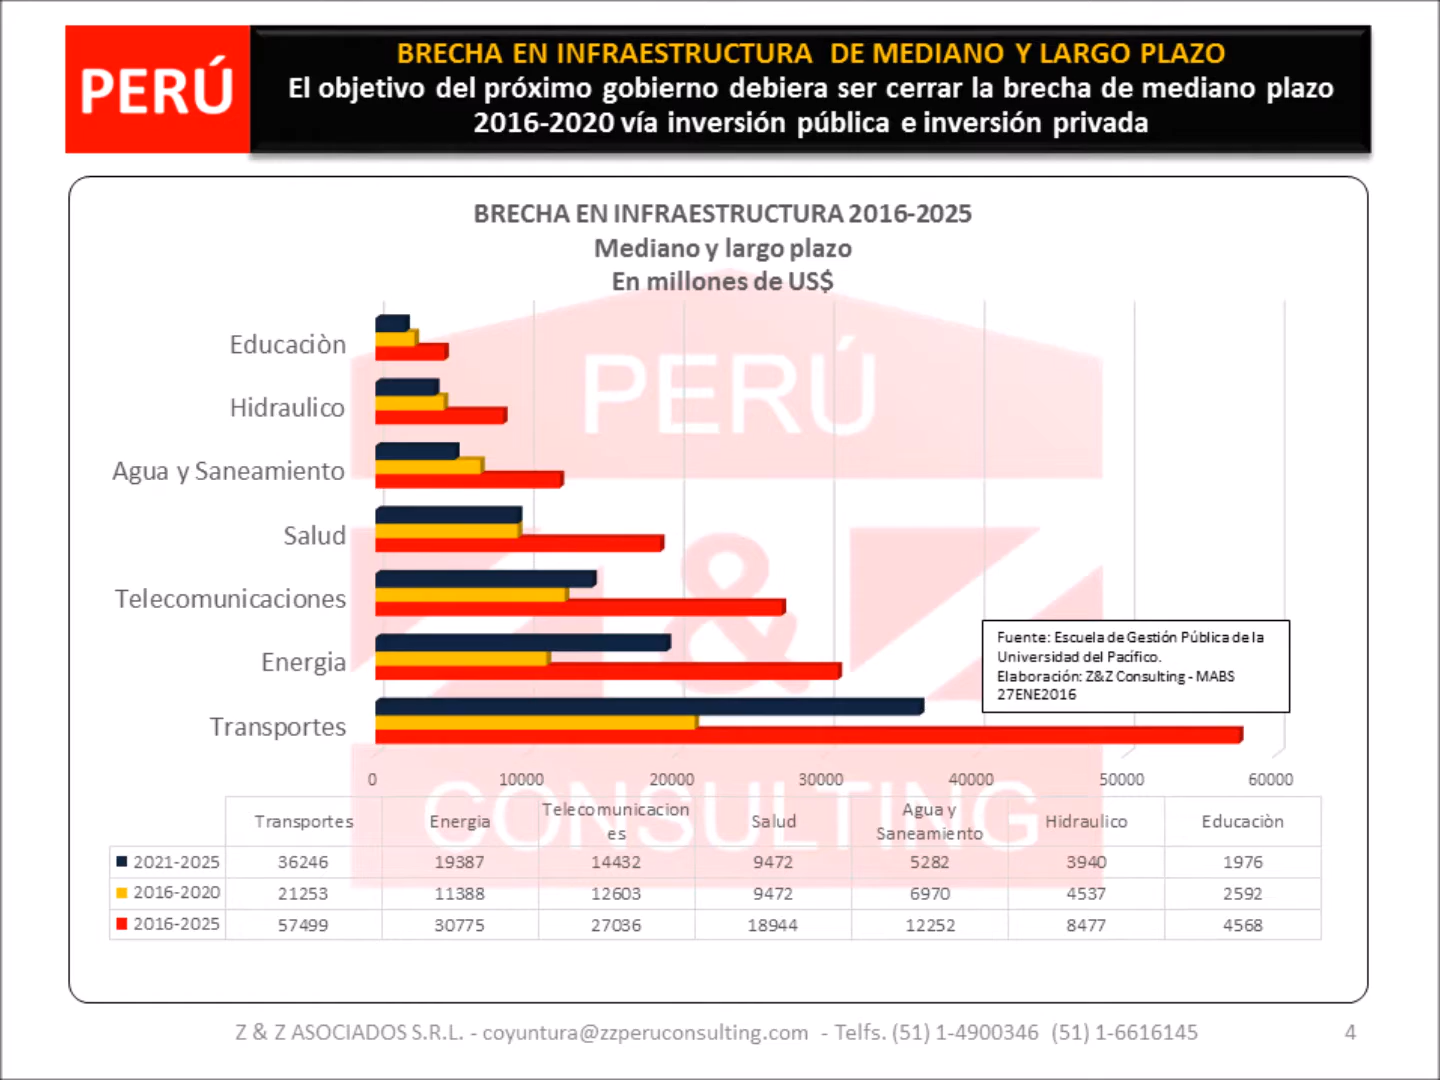 PERÚ
BRECHA EN INFRAESTRUCTURA DE MEDIANO Y LARGO PLAZO
El objetivo del próximo gobierno debiera ser cerrar la brecha de mediano plazo
2016-2020 vía inversión pública e inversión privada
BRECHA EN INFRAESTRUCTURA 2016-2025
Mediano y largo plazo
En millones de US$
PERÚ
Z&Z
CONSULTING
Educaciòn
Hidraulico
Agua y Saneamiento
Salud
Telecomunicaciones
Energia
Transportes
Fuente: Escuela de Gestión Pública de la
Universidad del Pacífico.
Elaboración: Z&Z Consulting - MABS
27ENE2016
0 10000 20000 30000 40000 50000 60000
Transportes Energia Telecomunicacion
es Salud Agua y
Saneamiento Hidraulico Educaciòn
2021-2025 36246 19387 14432 9472 5282 3940 1976
2016-2020 21253 11388 12603 9472 6970 4537 2592
2016-2025 57499 30775 27036 18944 12252 8477 4568
Z & Z ASOCIADOS S.R.L. - coyuntura@zzperuconsulting.com - Telfs. (51) 1-4900346 (51) 1-6616145 4